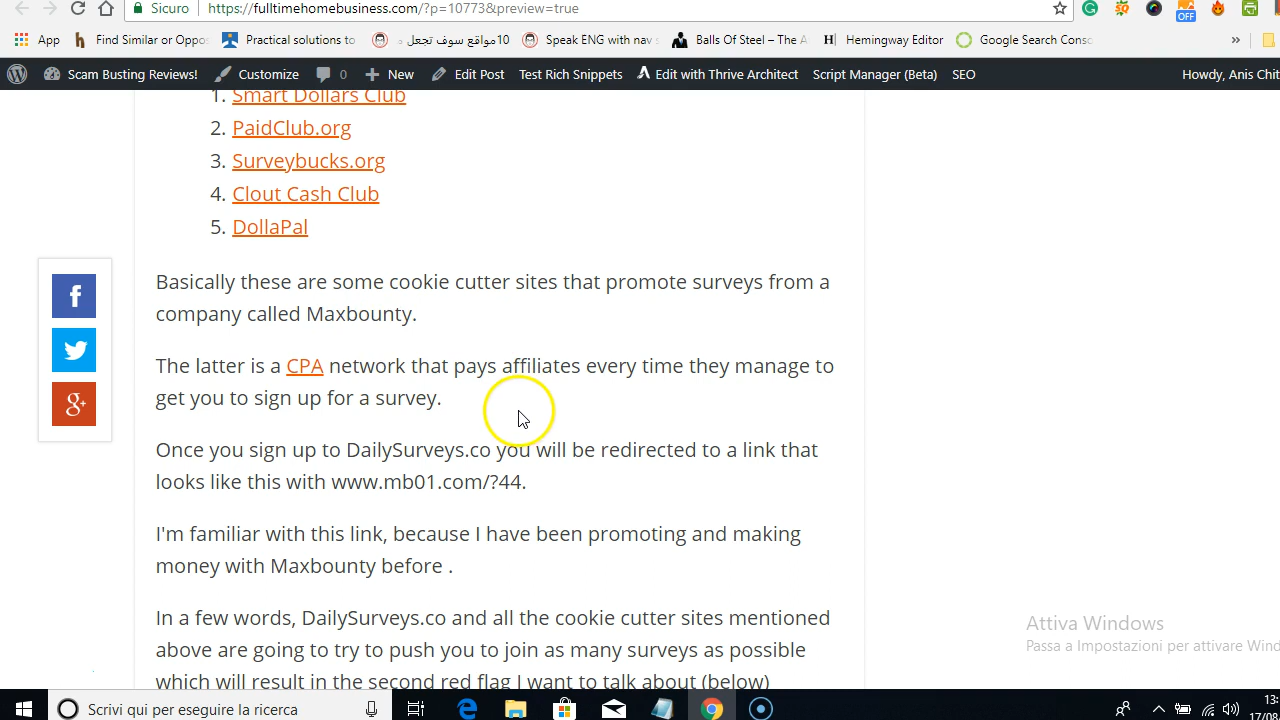 Sicuro https://fulltimehomebusiness.com/?p=10773&preview=true
OFF
App Find Similar or Oppos Practical solutions to 10مواقع سوف تجعل Speak ENG with nav Balls Of Steel – The A Hemingway Editor Google Search Cons »
Scam Busting Reviews! Customize 0 New Edit Post Test Rich Snippets Edit with Thrive Architect Script Manager (Beta) SEO Howdy, Anis Chit
1. Smart Dollars Club
2. PaidClub.org
3. Surveybucks.org
4. Clout Cash Club
5. DollaPal
Basically these are some cookie cutter sites that promote surveys from a
company called Maxbounty.
The latter is a CPA network that pays affiliates every time they manage to
get you to sign up for a survey.
Once you sign up to DailySurveys.co you will be redirected to a link that
looks like this with www.mb01.com/?44.
I'm familiar with this link, because I have been promoting and making
money with Maxbounty before .
In a few words, DailySurveys.co and all the cookie cutter sites mentioned
above are going to try to push you to join as many surveys as possible
which will result in the second red flag I want to talk about (below)
Attiva Windows
Passa a Impostazioni per attivare Wind
Scrivi qui per eseguire la ricerca
13:
17/08